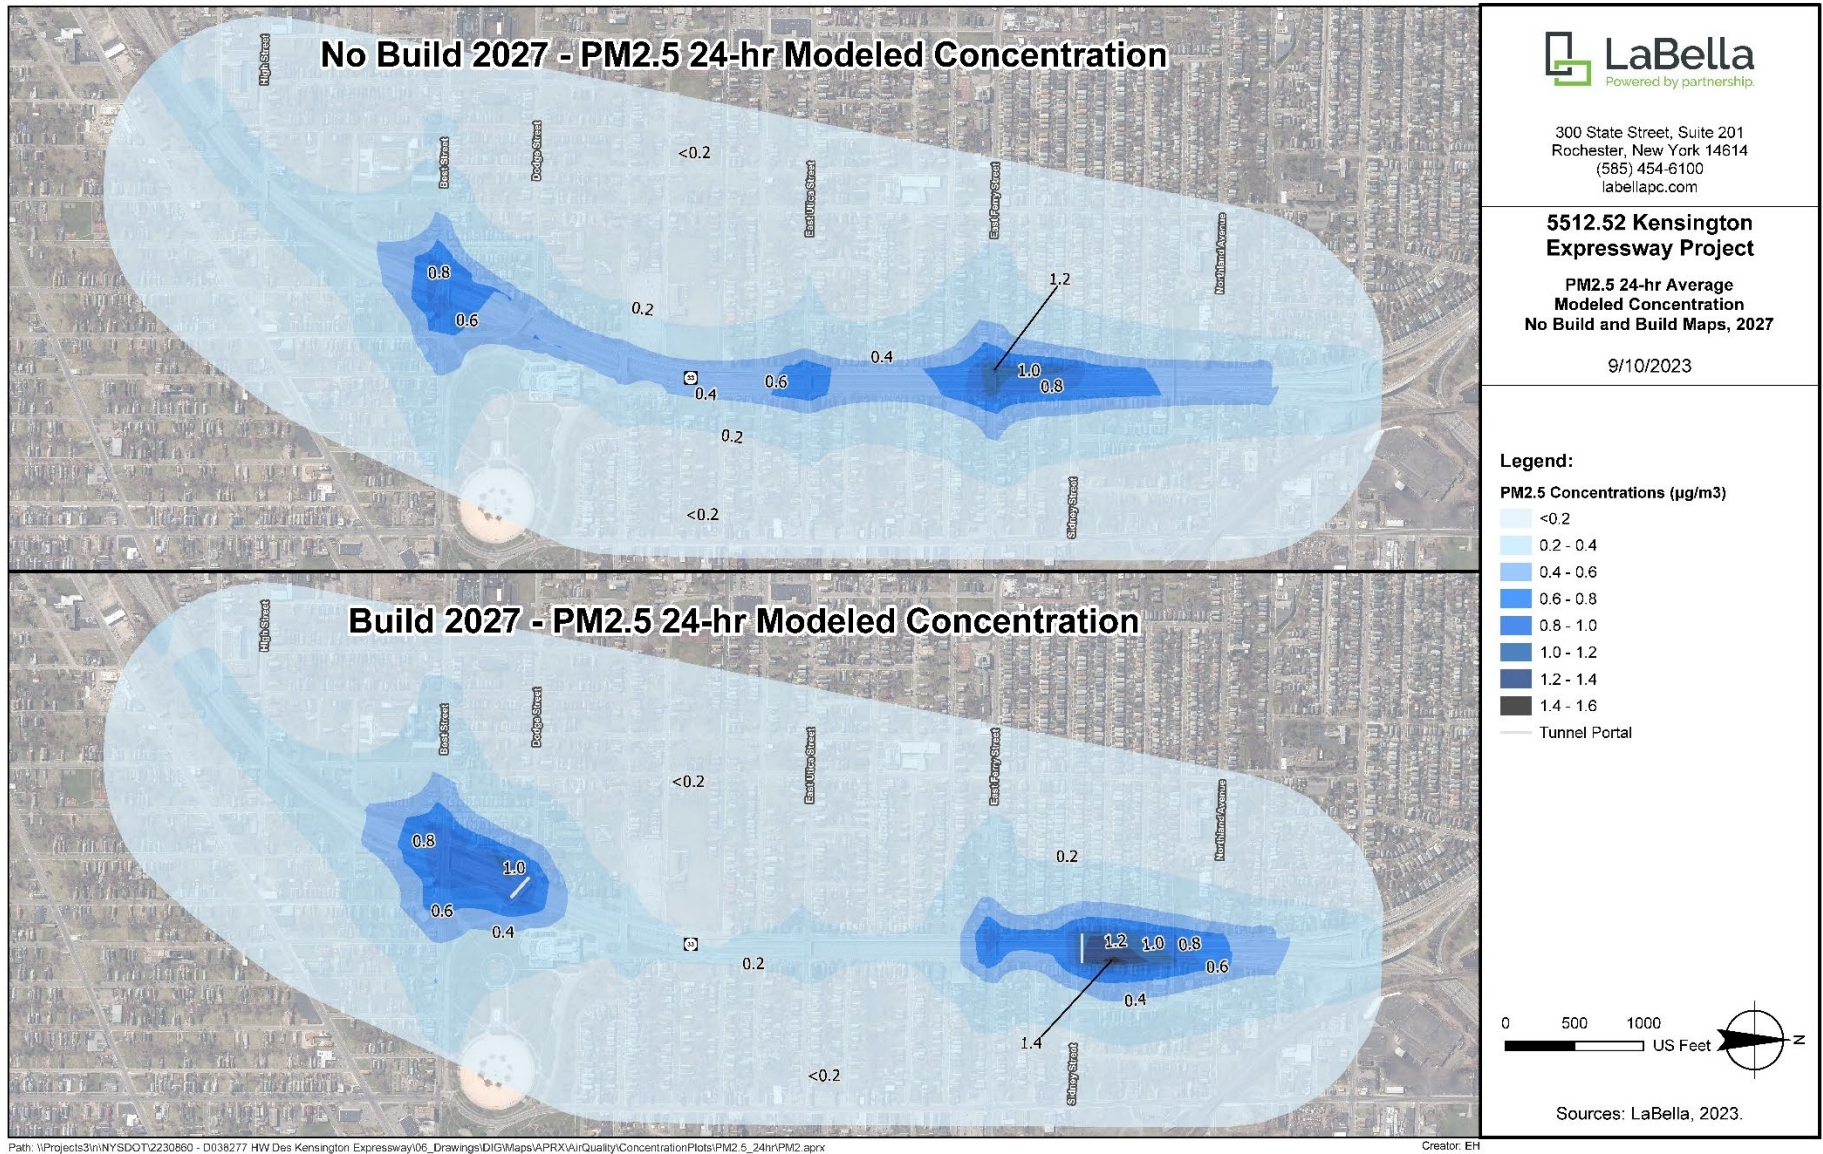 No Build 2027 - PM2.5 24-hr Modeled Concentration
High Street
Best Street
Dodge Street
<0.2
East Utica Street
East Ferry Street
Northland Avenue
0.8
0.6
0.2
1.2
0.4
0.6
33
0.4
1.0
0.8
0.2
<0.2
Sidney Street
Build 2027 - PM2.5 24-hr Modeled Concentration
High Street
Best Street
Dodge Street
<0.2
East Utica Street
East Ferry Street
Northland Avenue
0.8
1.0
0.6
0.4
0.2
33
0.2
1.2
1.0
0.8
0.6
0.4
1.4
<0.2
Sidney Street
LaBella
Powered by partnership.
300 State Street, Suite 201
Rochester, New York 14614
(585) 454-6100
labellapc.com
5512.52 Kensington
Expressway Project
PM2.5 24-hr Average
Modeled Concentration
No Build and Build Maps, 2027
9/10/2023
Legend:
PM2.5 Concentrations (µg/m3)
<0.2
0.2 - 0.4
0.4 - 0.6
0.6 - 0.8
0.8 - 1.0
1.0 - 1.2
1.2 - 1.4
1.4 - 1.6
Tunnel Portal
0 500 1000
US Feet
N
Sources: LaBella, 2023.
Path: \\Projects3\n\NYSDOT\2230860 - D038277 HW Des Kensington Expressway\06_Drawings\DIG\Maps\APRX\AirQuality\ConcentrationPlots\PM2.5_24hr\PM2.aprx
Creator: EH